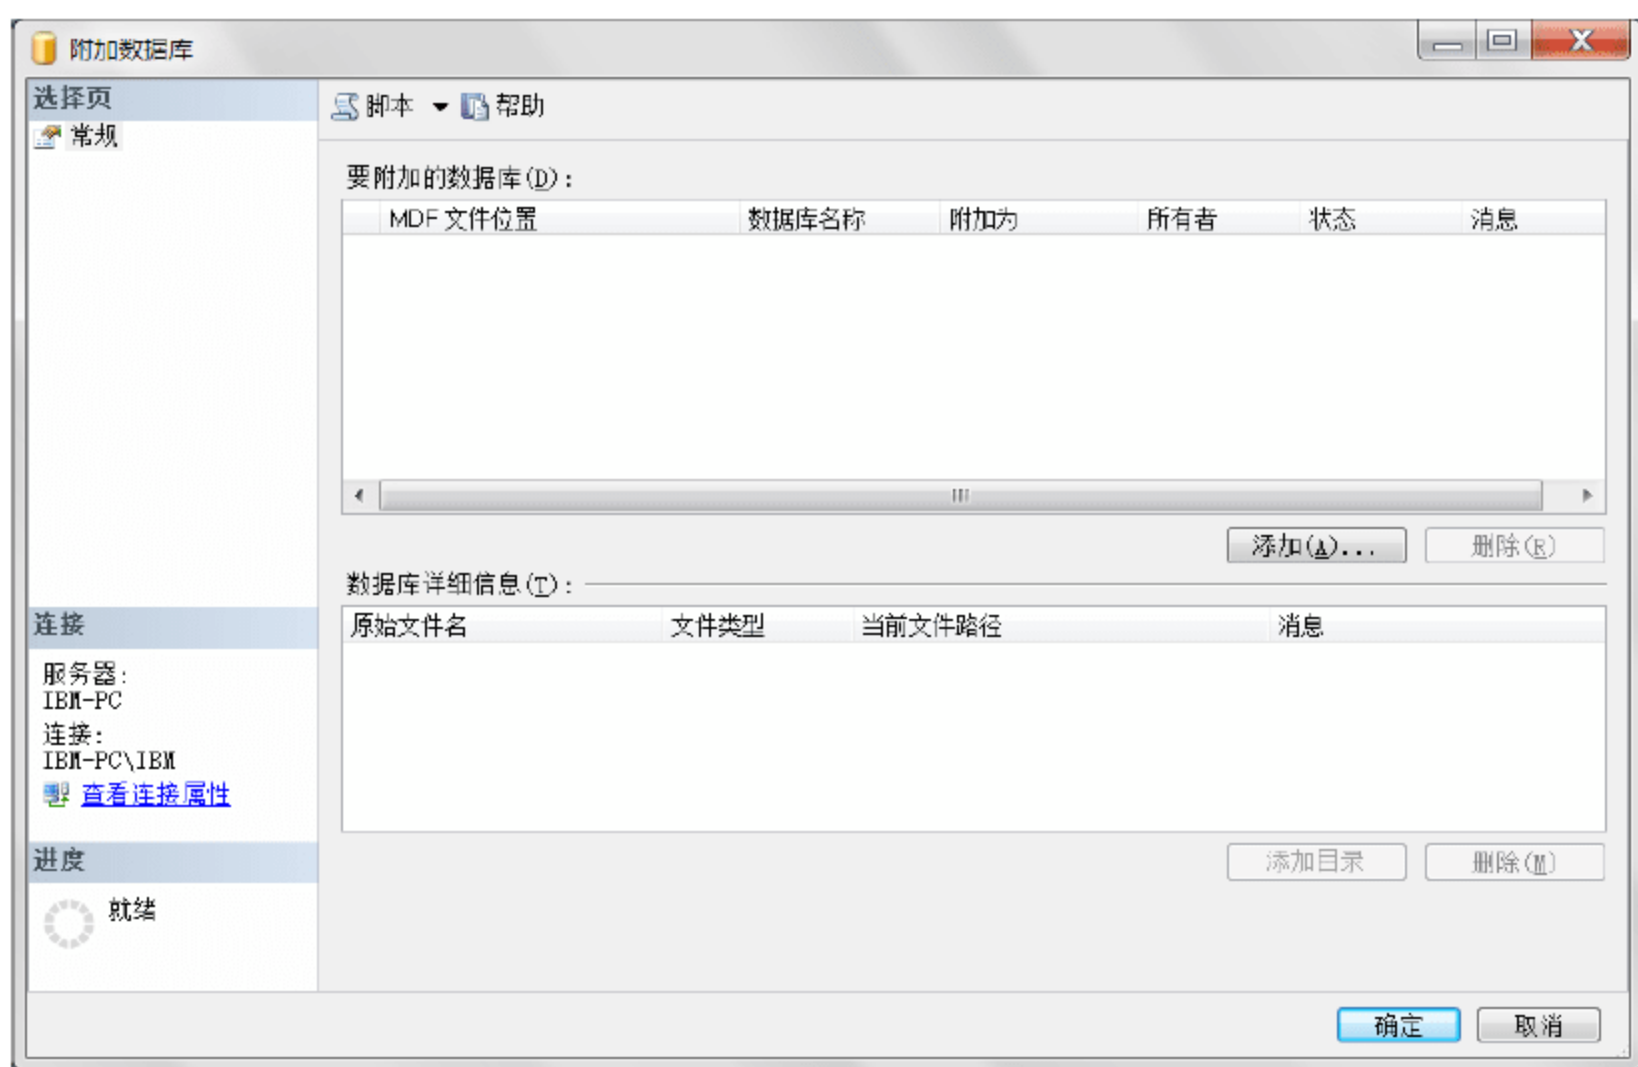 附加数据库
选择页
常规
脚本 帮助
要附加的数据库(D):
MDF 文件位置 数据库名称 附加为 所有者 状态 消息
添加(A)... 删除(R)
数据库详细信息(T):
原始文件名 文件类型 当前文件路径 消息
添加目录 删除(M)
连接
服务器:
IBM-PC
连接:
IBM-PC\IBM
查看连接属性
进度
就绪
确定 取消